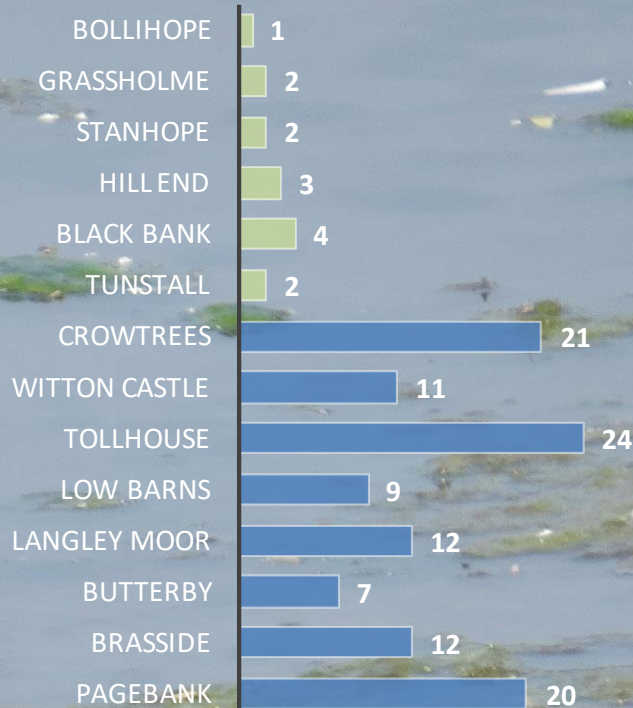 BOLLIHOPE 1
GRASSHOLME 2
STANHOPE 2
HILL END 3
BLACK BANK 4
TUNSTALL 2
CROWTREES 21
WITTON CASTLE 11
TOLLHOUSE 24
LOW BARNS 9
LANGLEY MOOR 12
BUTTERBY 7
BRASSIDE 12
PAGEBANK 20